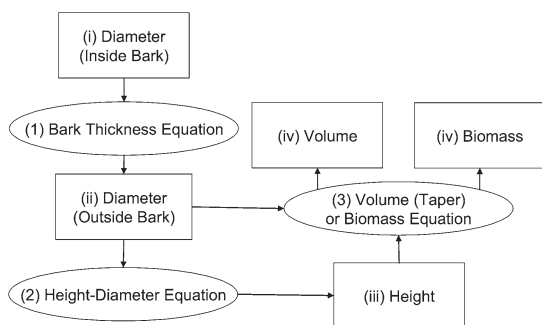 (i) Diameter
(Inside Bark)
(1) Bark Thickness Equation
(iv) Volume
(iv) Biomass
(ii) Diameter
(Outside Bark)
(3) Volume (Taper)
or Biomass Equation
(2) Height-Diameter Equation
(iii) Height